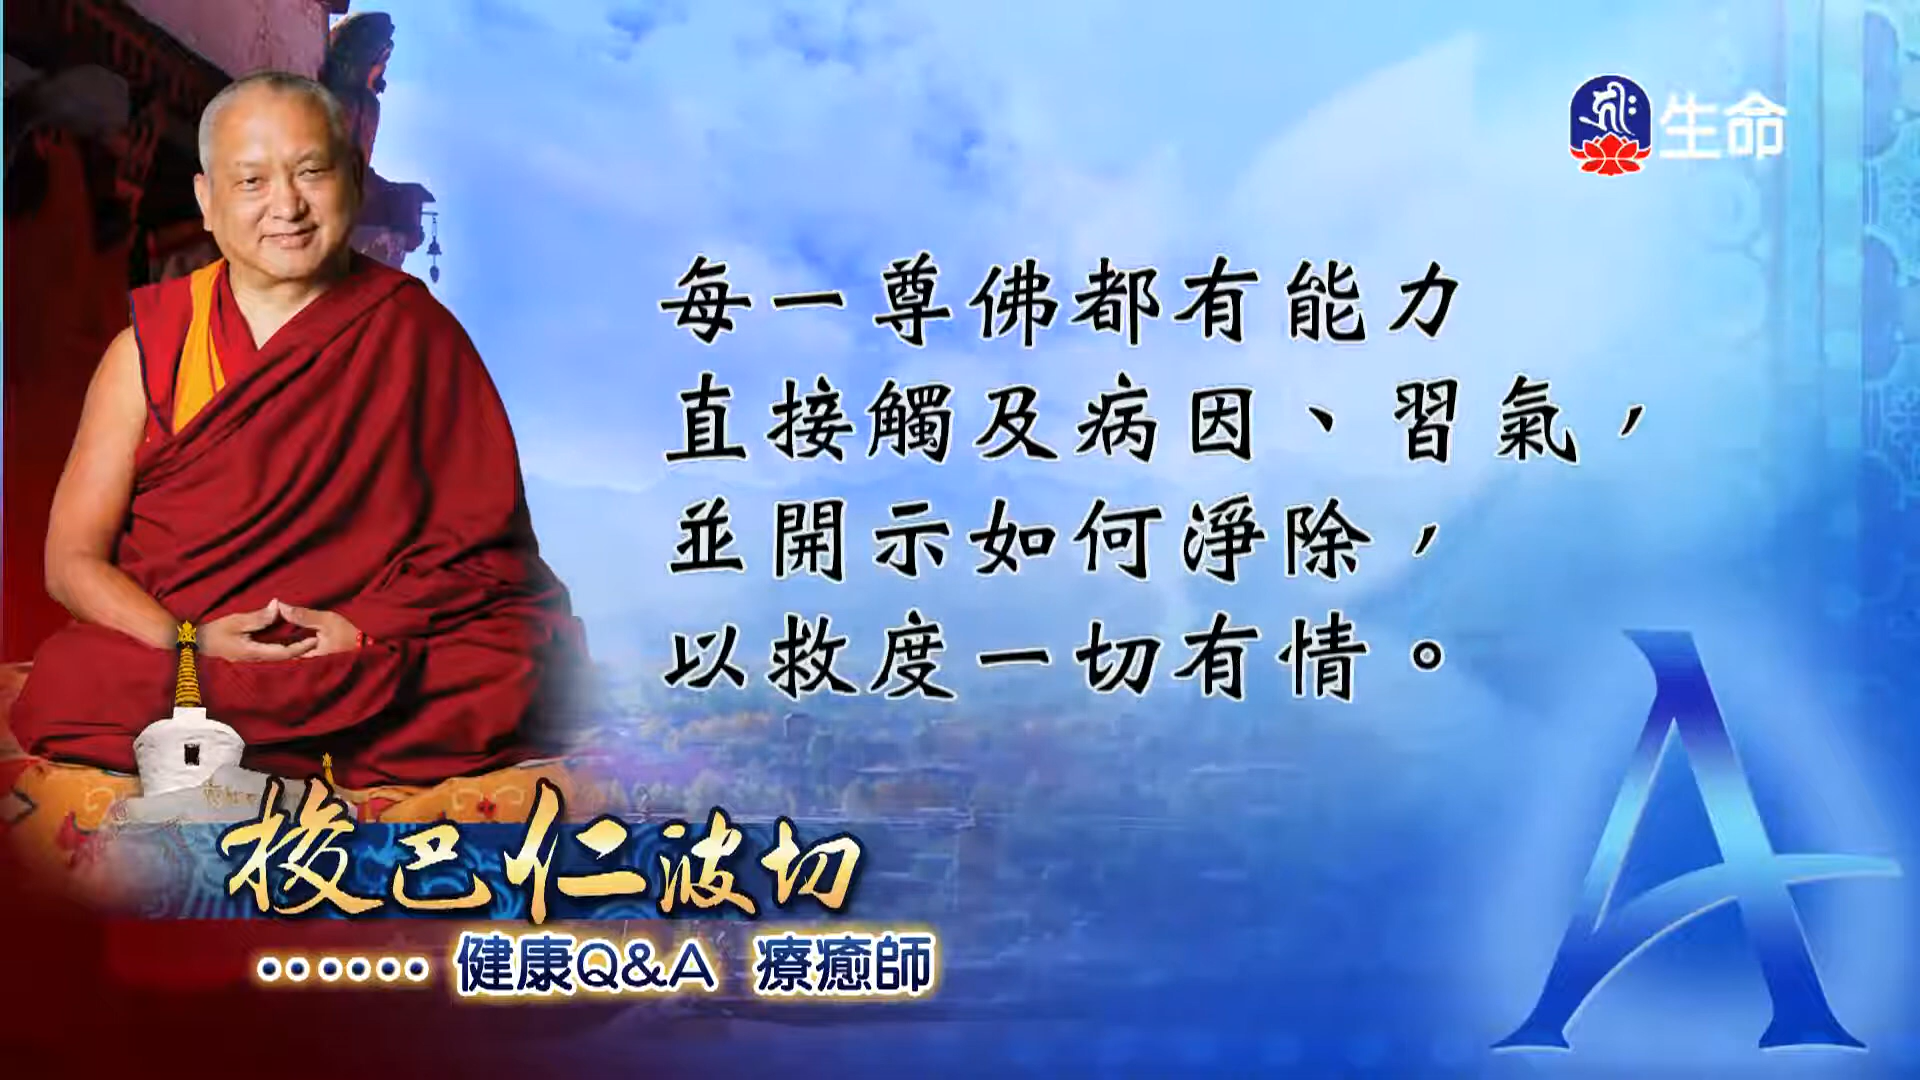 生命
每一尊佛都有能力
直接觸及病因、習氣，
並開示如何淨除，
以救度一切有情。
梭巴仁波切
······ 健康Q&A 療癒師
A